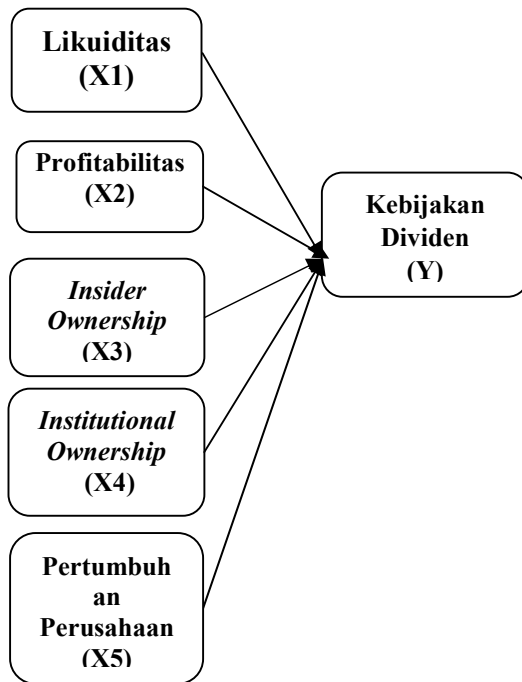 Likuiditas
(X1)
Profitabilitas
(X2)
Kebijakan
Dividen
(Y)
Insider
Ownership
(X3)
Institutional
Ownership
(X4)
Pertumbuh
an
Perusahaan
(X5)